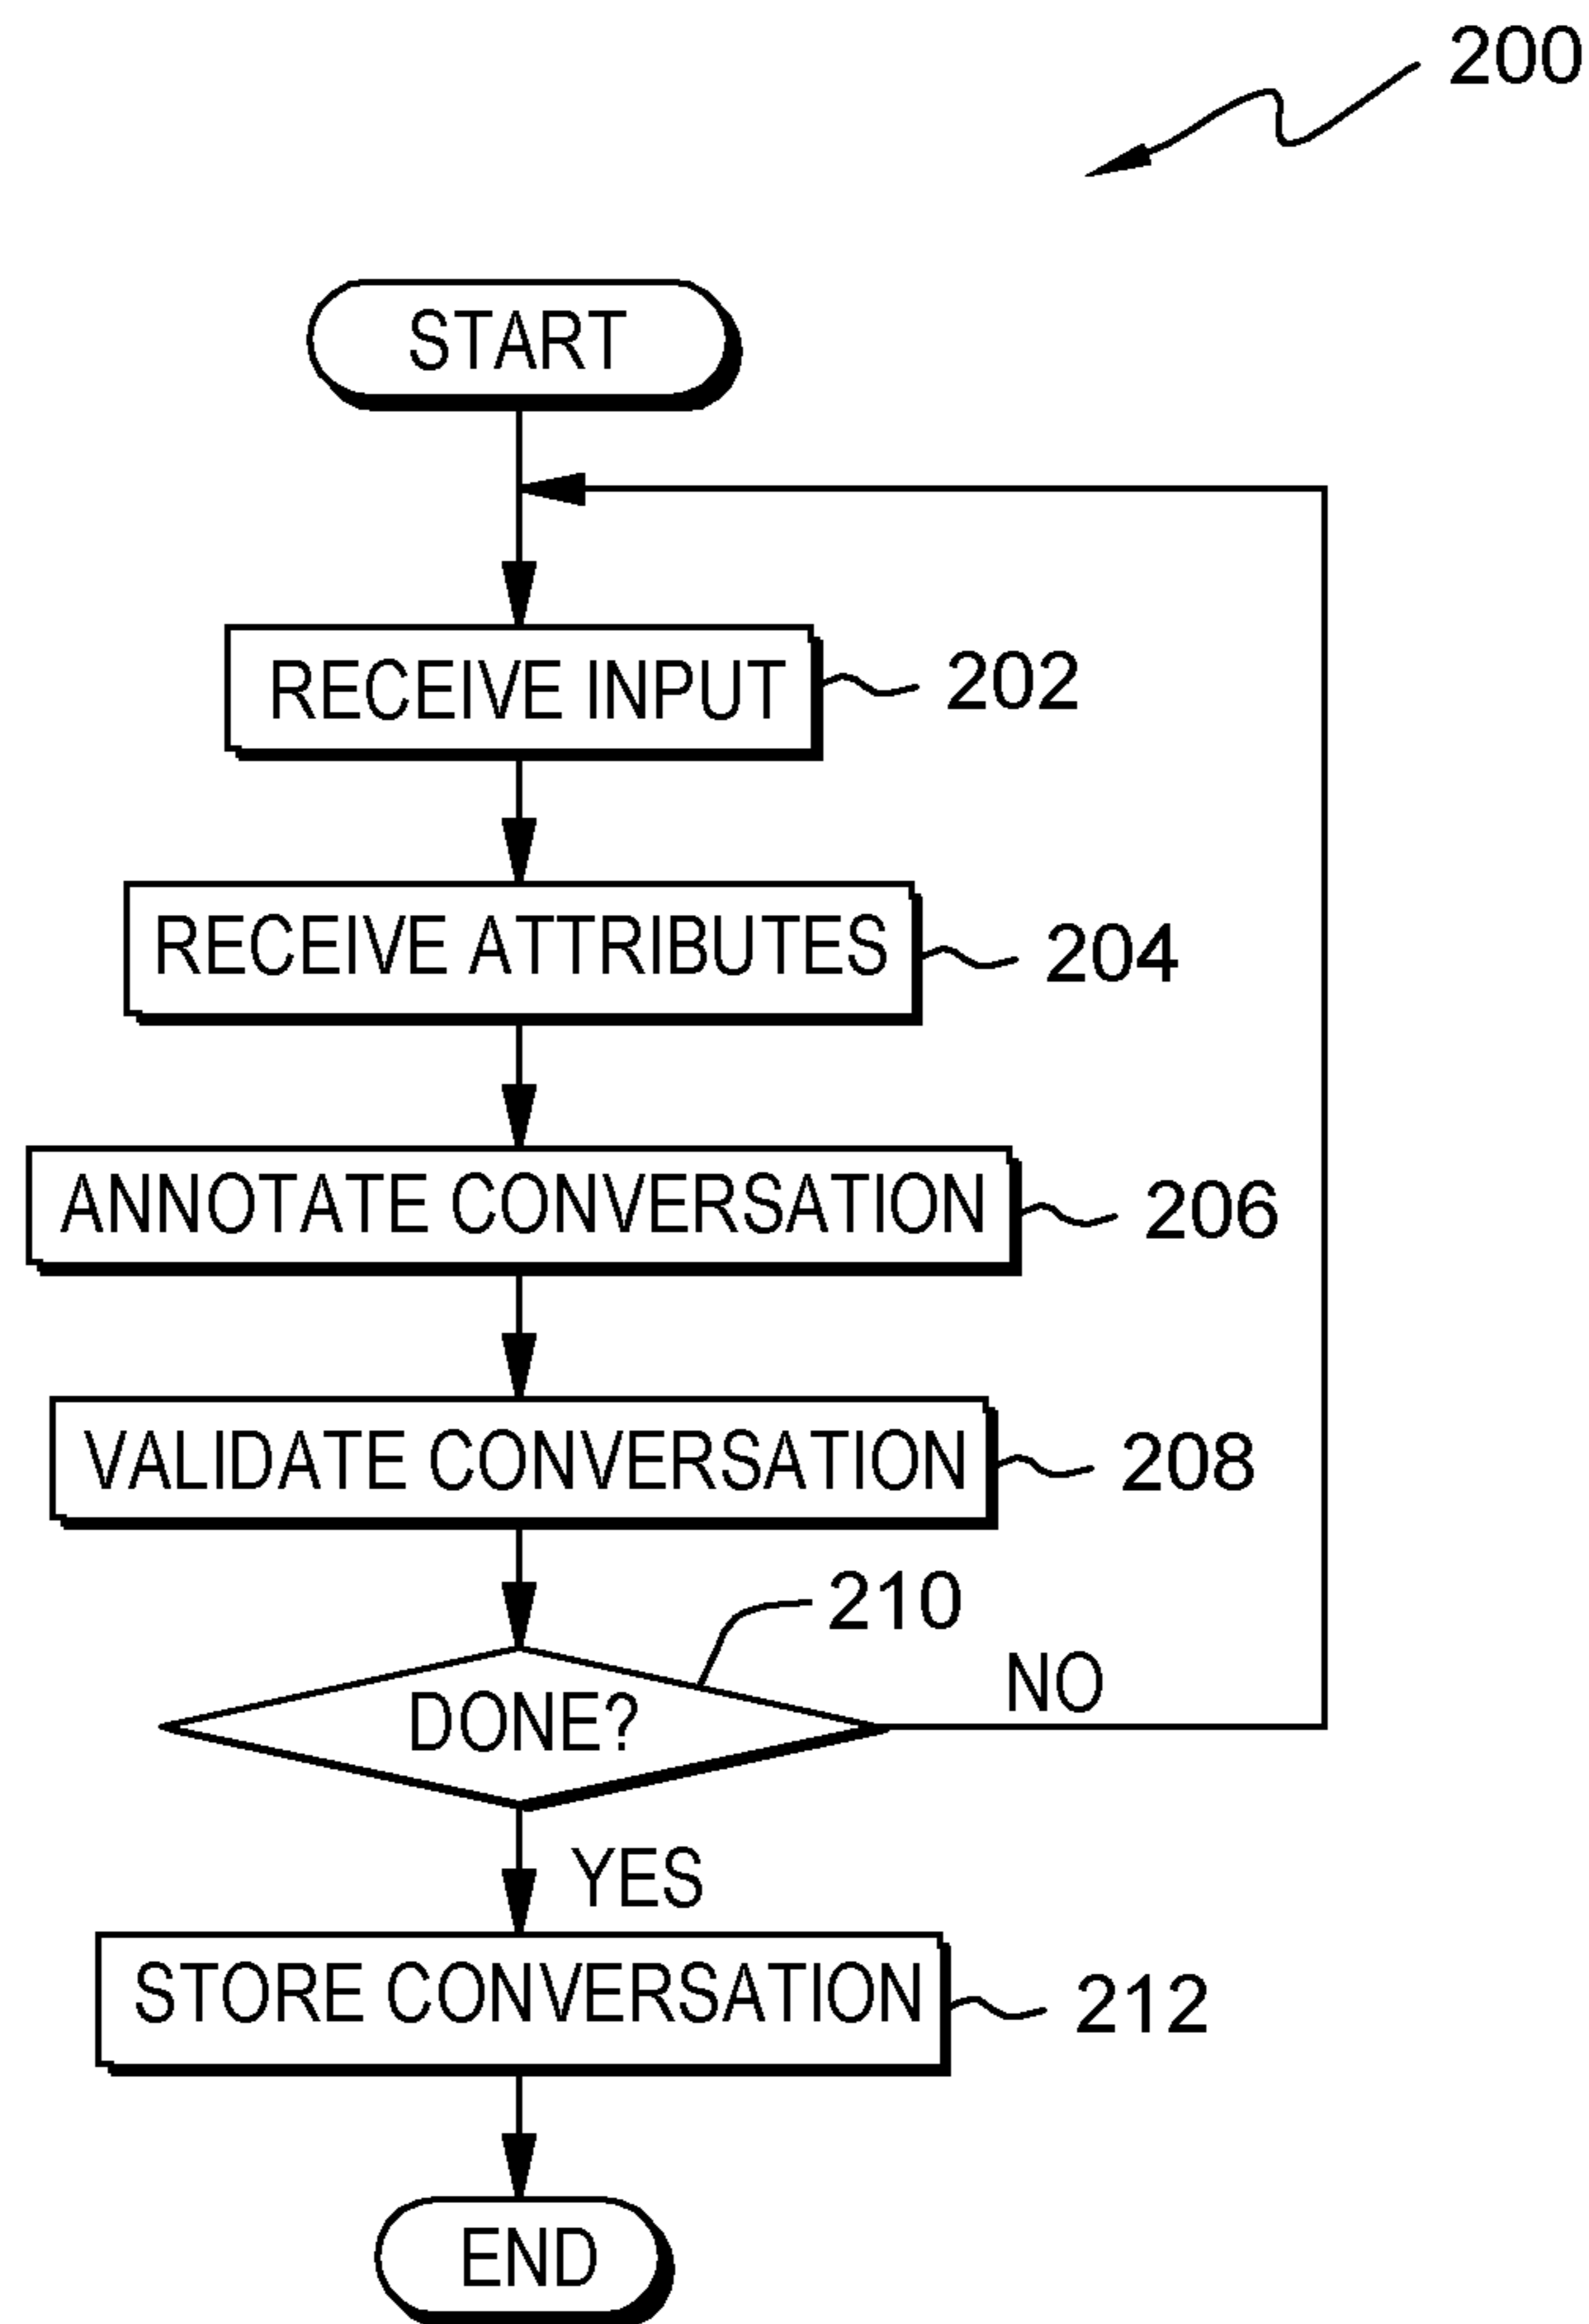 200
START
RECEIVE INPUT 202
RECEIVE ATTRIBUTES 204
ANNOTATE CONVERSATION 206
VALIDATE CONVERSATION 208
210
DONE?
NO
YES
STORE CONVERSATION 212
END